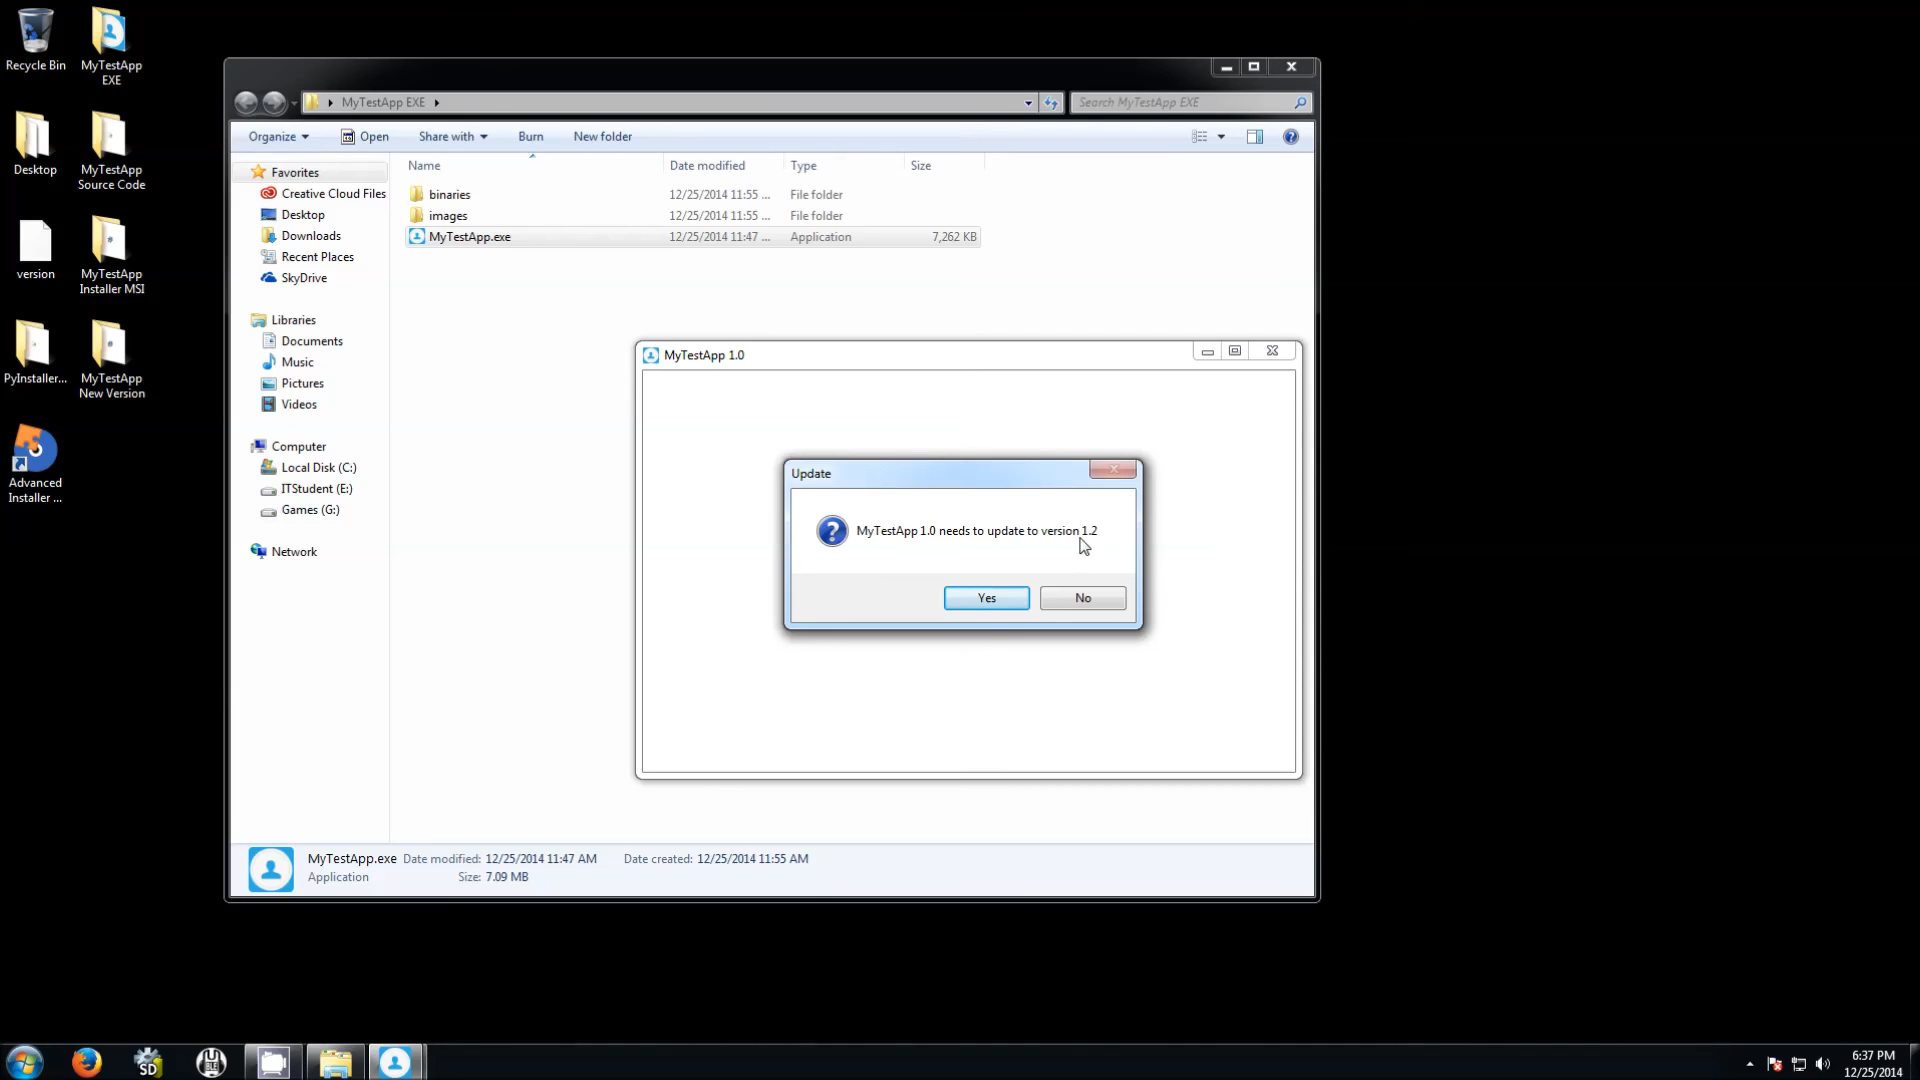 Recycle Bin
MyTestApp
EXE
Desktop
MyTestApp
Source Code
version
MyTestApp
Installer MSI
PyInstaller...
MyTestApp
New Version
Advanced
Installer ...
MyTestApp EXE
Search MyTestApp EXE
Organize Open Share with Burn New folder
Name Date modified Type Size
binaries 12/25/2014 11:55 ... File folder
images 12/25/2014 11:55 ... File folder
MyTestApp.exe 12/25/2014 11:47 ... Application 7,262 KB
Favorites
Creative Cloud Files
Desktop
Downloads
Recent Places
SkyDrive
Libraries
Documents
Music
Pictures
Videos
Computer
Local Disk (C:)
ITStudent (E:)
Games (G:)
Network
MyTestApp 1.0
Update
MyTestApp 1.0 needs to update to version 1.2
Yes No
MyTestApp.exe Date modified: 12/25/2014 11:47 AM Date created: 12/25/2014 11:55 AM
Application Size: 7.09 MB
SD
6:37 PM
12/25/2014